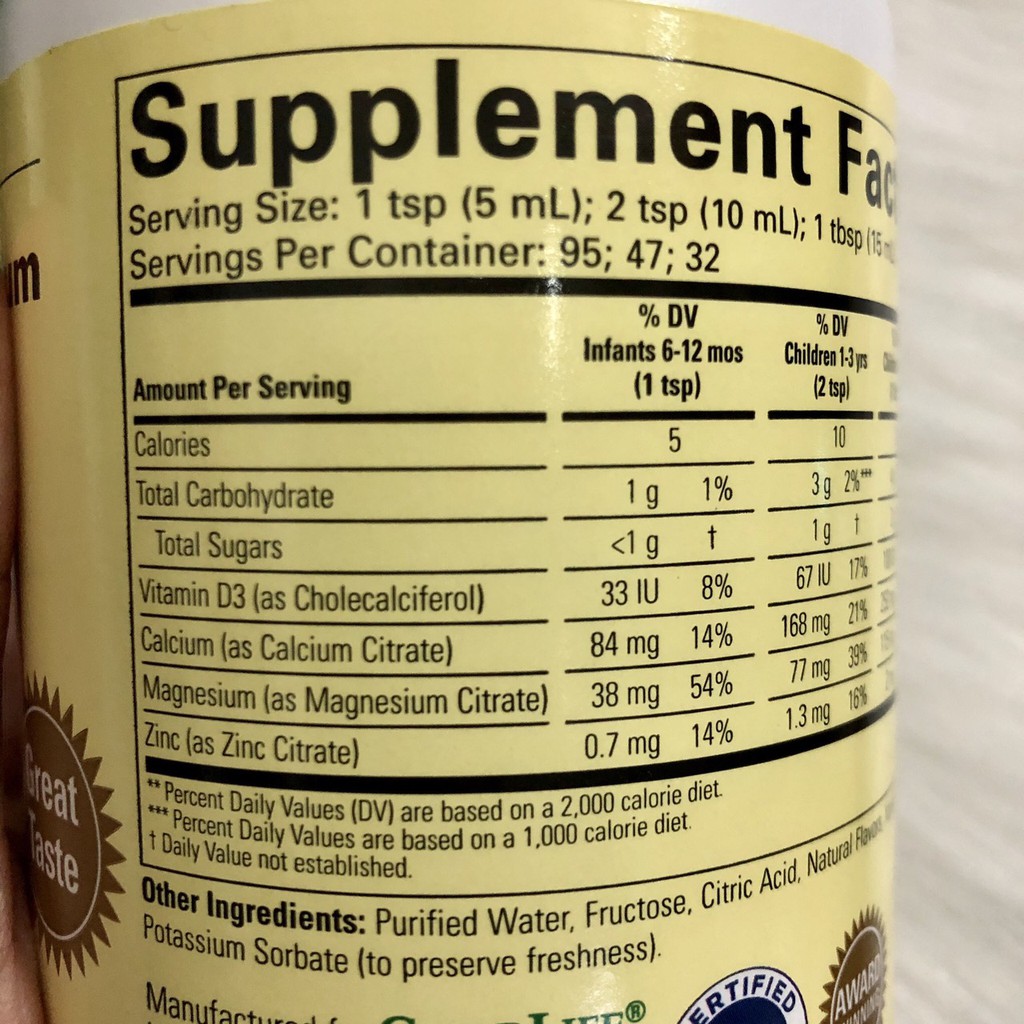 um
Supplement
Serving Size: 1 tsp (5 mL); 2 tsp (10 mL); 1 tbsp (15
Servings Per Container: 95; 47; 32
Amount Per Serving % DV Infants 6-12 mos (1 tsp) % DV Children 1-3 yrs (2 tsp)
Calories 5 10
Total Carbohydrate 1 g 1% 3 g 2%***
Total Sugars <1 g † 1 g †
Vitamin D3 (as Cholecalciferol) 33 IU 8% 67 IU 17%
Calcium (as Calcium Citrate) 84 mg 14% 168 mg 21%
Magnesium (as Magnesium Citrate) 38 mg 54% 77 mg 39%
Zinc (as Zinc Citrate) 0.7 mg 14% 1.3 mg 16%
** Percent Daily Values (DV) are based on a 2,000 calorie diet.
*** Percent Daily Values are based on a 1,000 calorie diet.
† Daily Value not established.
Great
Taste
Other Ingredients: Purified Water, Fructose, Citric Acid, Natural
Potassium Sorbate (to preserve freshness).
Manufactured
ERTIFIED
AWARD